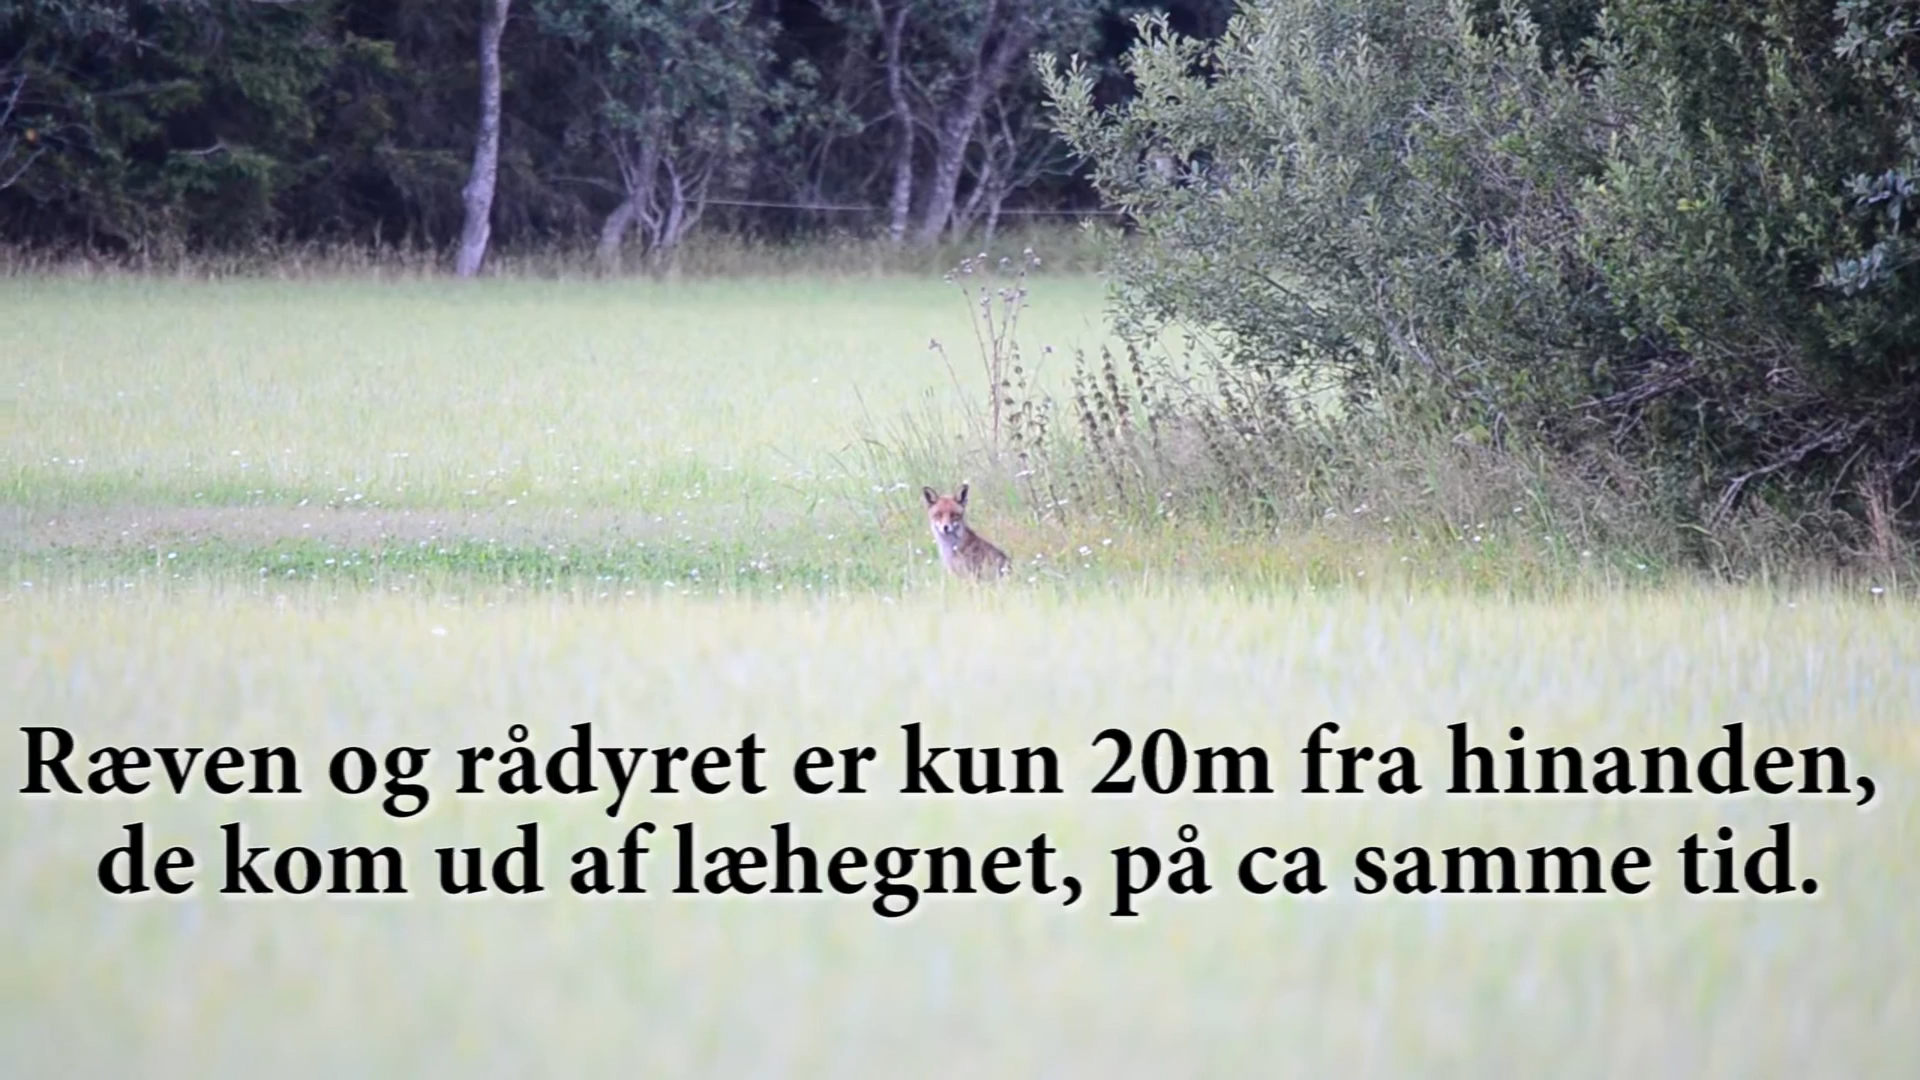 Ræven og rådyret er kun 20m fra hinanden,
de kom ud af læhegnet, på ca samme tid.